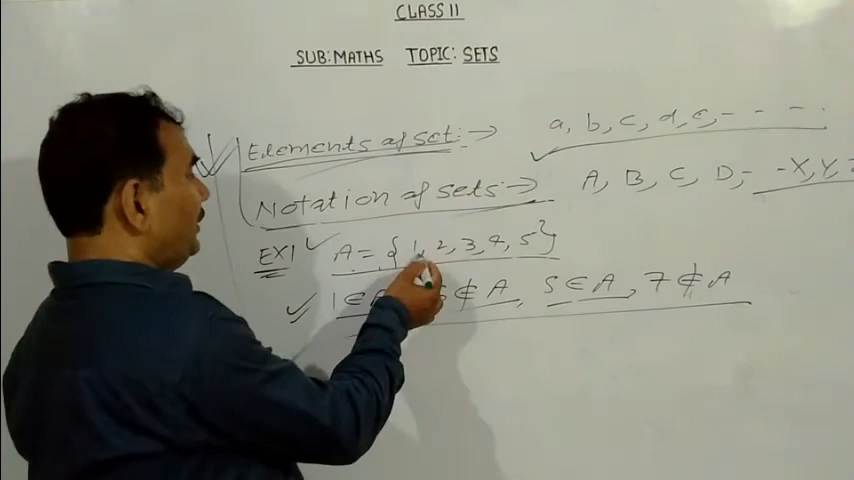 CLASS 11
SUB: MATHS TOPIC: SETS
Elements of set :→ a, b, c, d, e, - - - .
Notation of sets :→ A, B, C, D, - - X, Y,
EX1 A = { 1, 2, 3, 4, 5 }
1 ∈ ∉ A, 5 ∈ A, 7 ∉ A